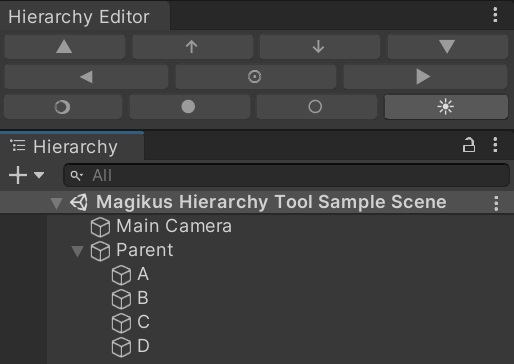 Hierarchy Editor
Hierarchy
All
Magikus Hierarchy Tool Sample Scene
Main Camera
Parent
A
B
C
D